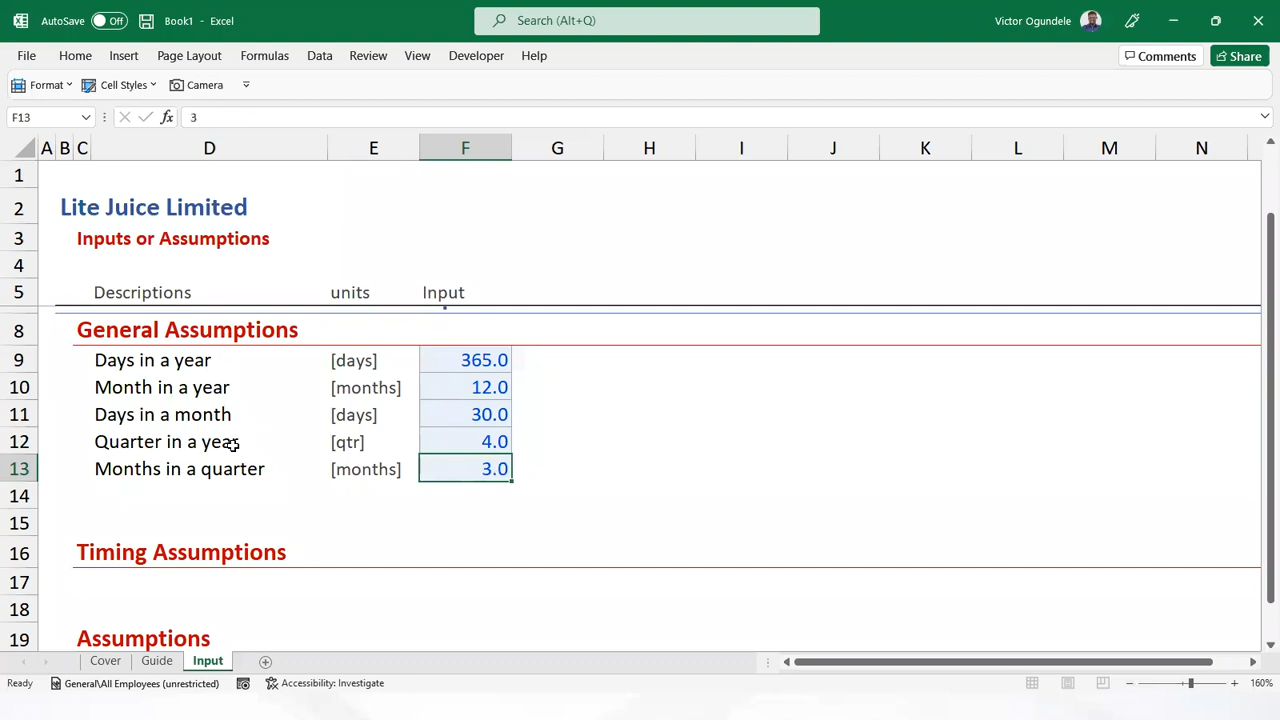 AutoSave Off Book1 - Excel Search (Alt+Q) Victor Ogundele
File Home Insert Page Layout Formulas Data Review View Developer Help Comments Share
Format Cell Styles Camera
F13 fx 3
A B C D E F G H I J K L M N
1
2 Lite Juice Limited
3 Inputs or Assumptions
4
5 Descriptions units Input
8 General Assumptions
9 Days in a year [days] 365.0
10 Month in a year [months] 12.0
11 Days in a month [days] 30.0
12 Quarter in a year [qtr] 4.0
13 Months in a quarter [months] 3.0
14
15
16 Timing Assumptions
17
18
19 Assumptions
Cover Guide Input
Ready General\All Employees (unrestricted) Accessibility: Investigate 160%